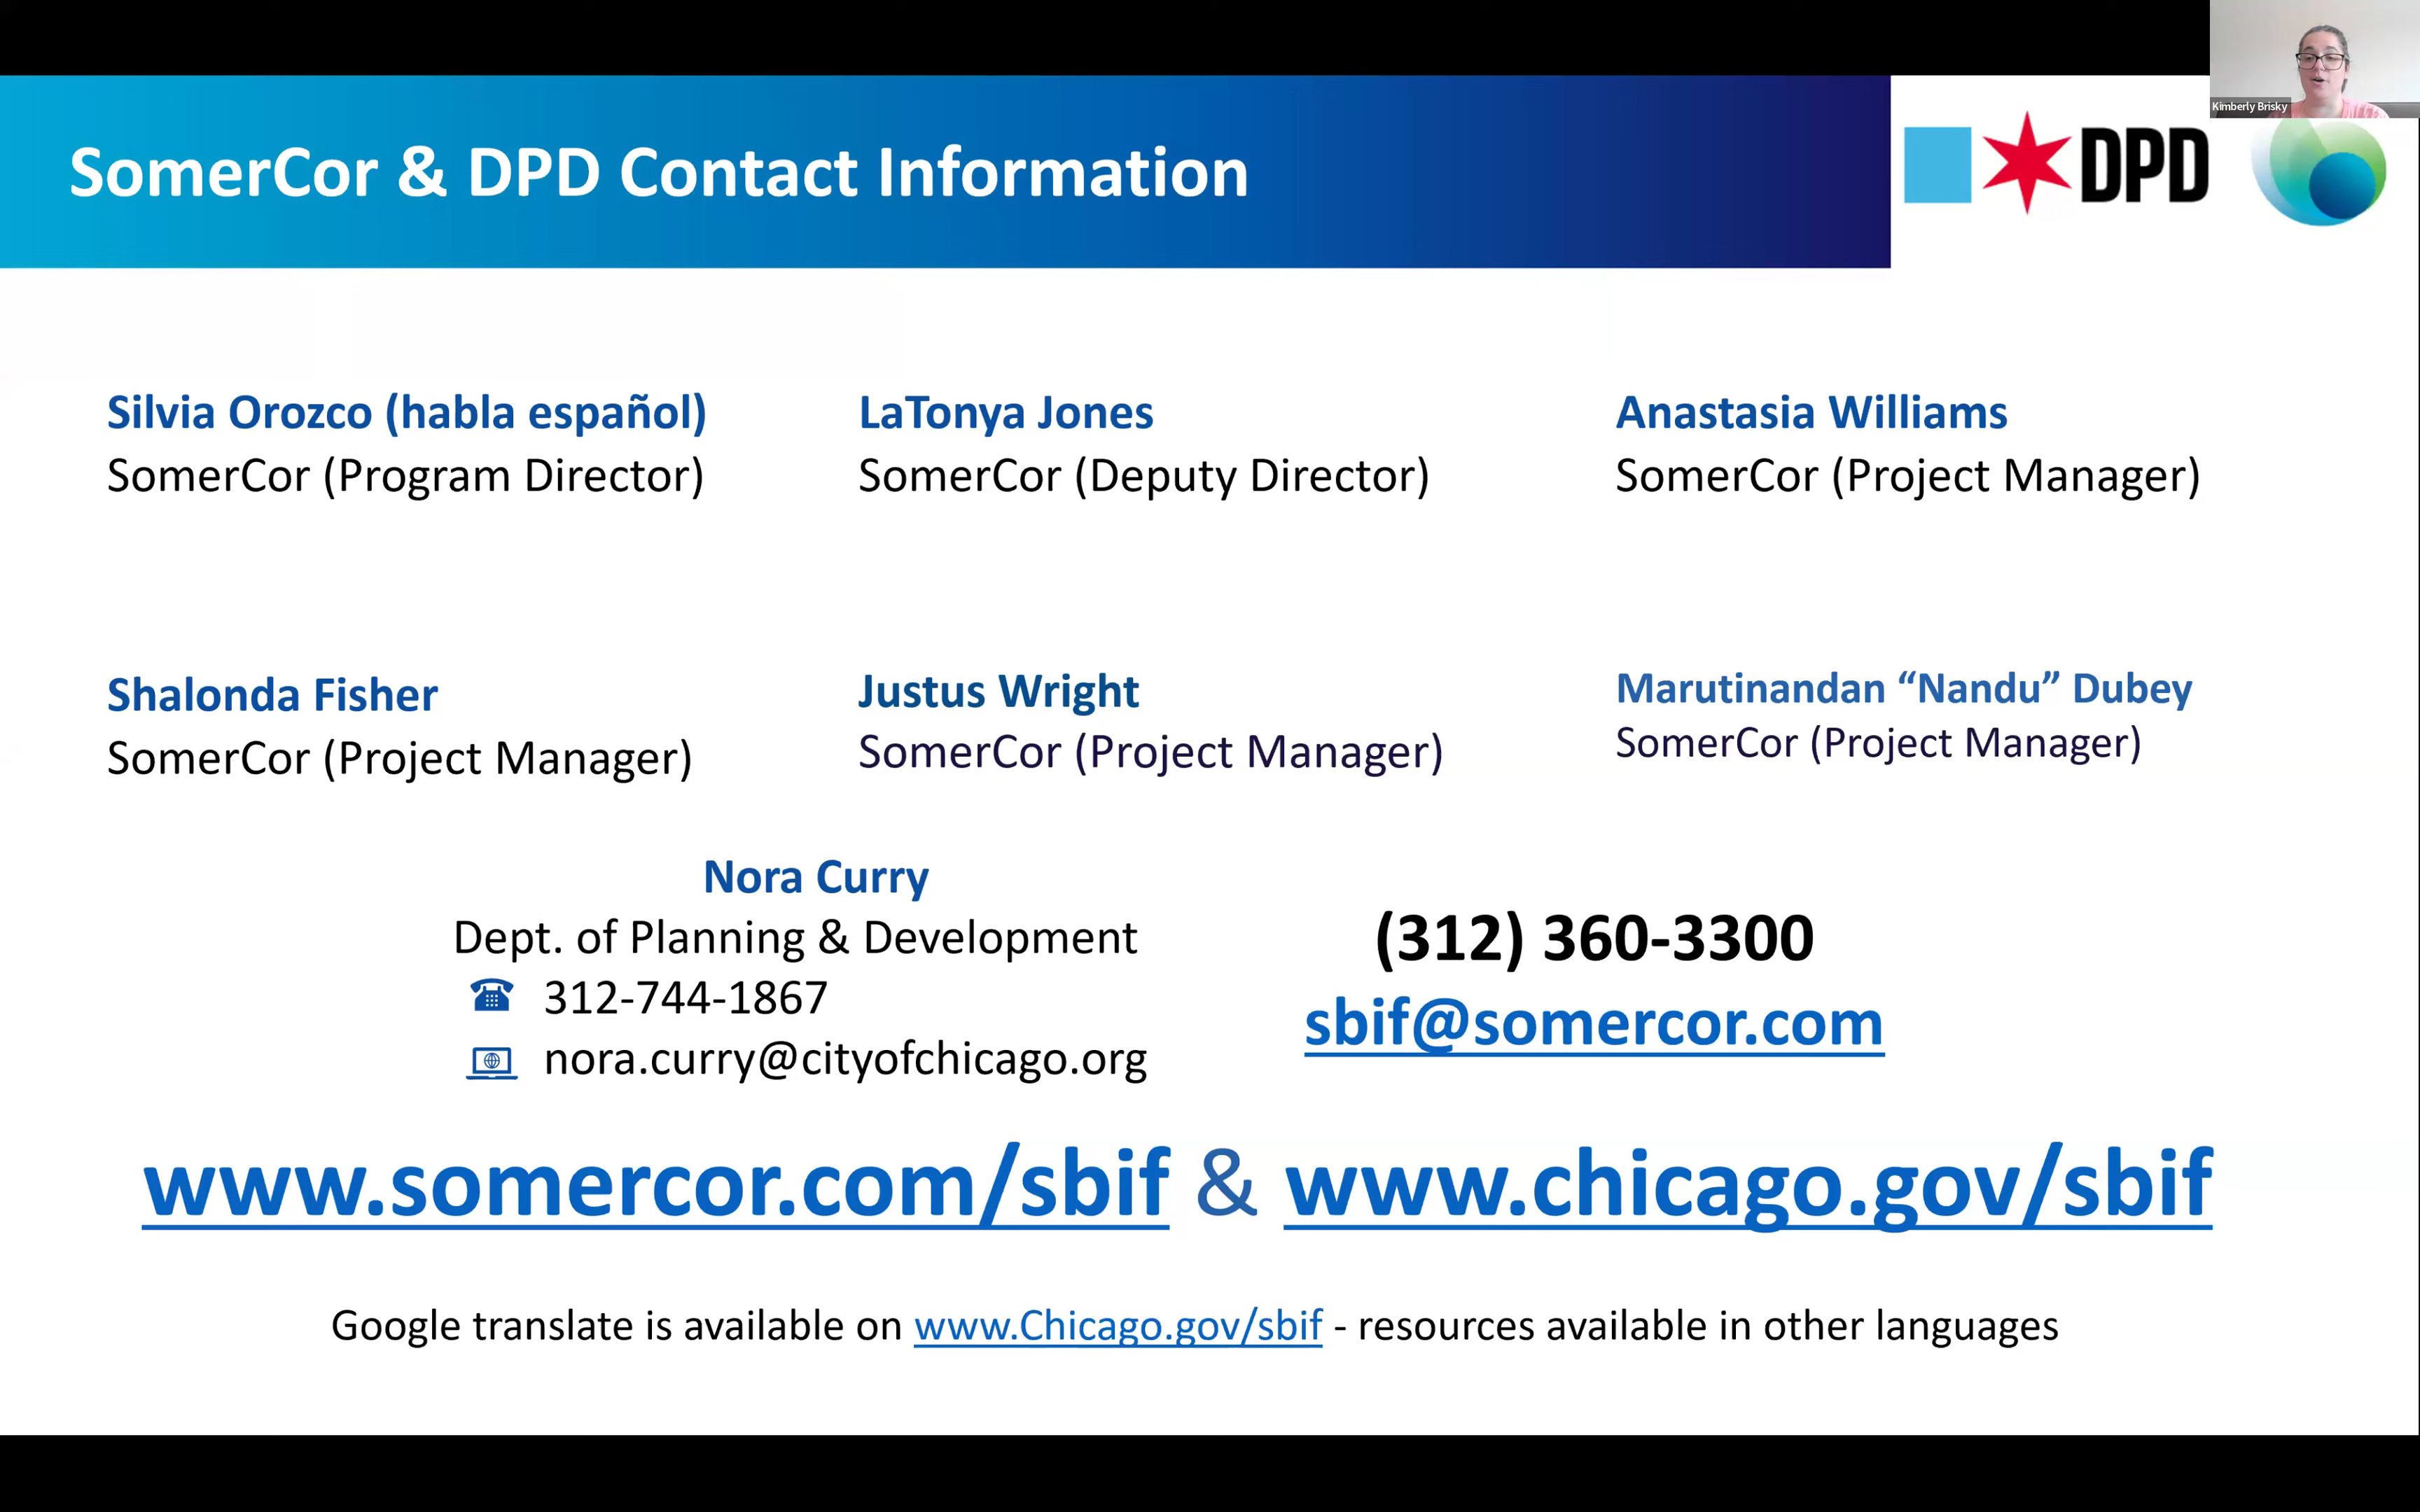 Kimberly Brisky
SomerCor & DPD Contact Information
DPD
Silvia Orozco (habla español)
SomerCor (Program Director)
LaTonya Jones
SomerCor (Deputy Director)
Anastasia Williams
SomerCor (Project Manager)
Shalonda Fisher
SomerCor (Project Manager)
Justus Wright
SomerCor (Project Manager)
Marutinandan “Nandu” Dubey
SomerCor (Project Manager)
Nora Curry
Dept. of Planning & Development
312-744-1867
nora.curry@cityofchicago.org
(312) 360-3300
sbif@somercor.com
www.somercor.com/sbif & www.chicago.gov/sbif
Google translate is available on www.Chicago.gov/sbif - resources available in other languages